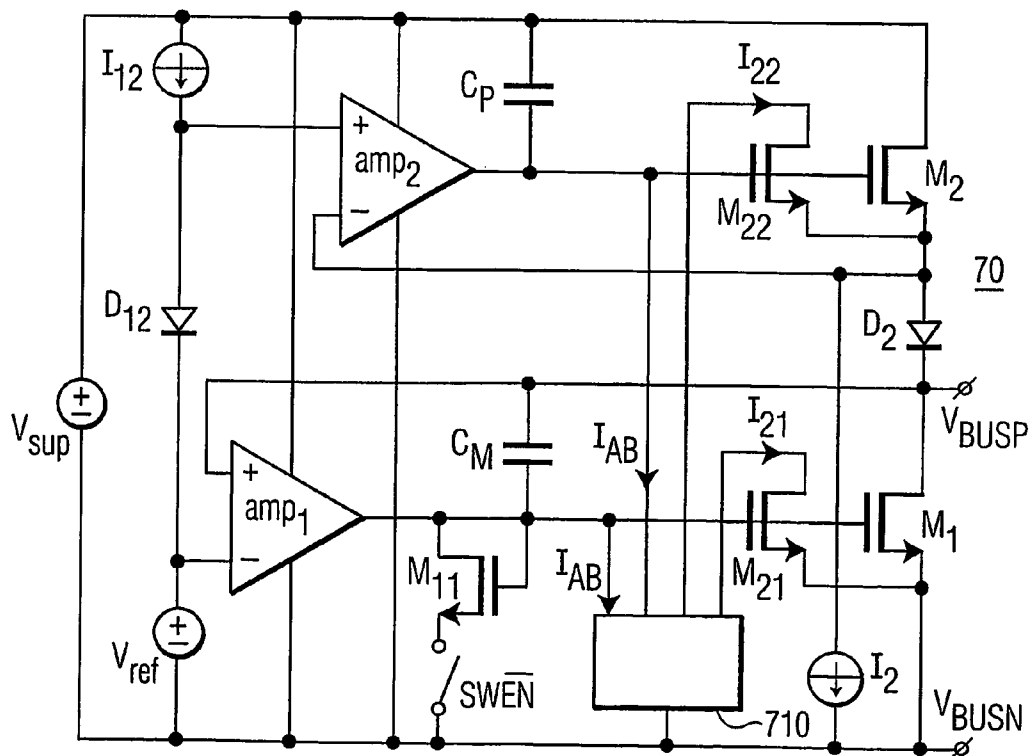 I12
CP
I22
+
amp2
−
M22
M2
70
D12
D2
Vsup
VBUSP
CM
IAB
I21
+
amp1
−
M11
IAB
M21
M1
Vref
SWEN̅
I2
710
VBUSN